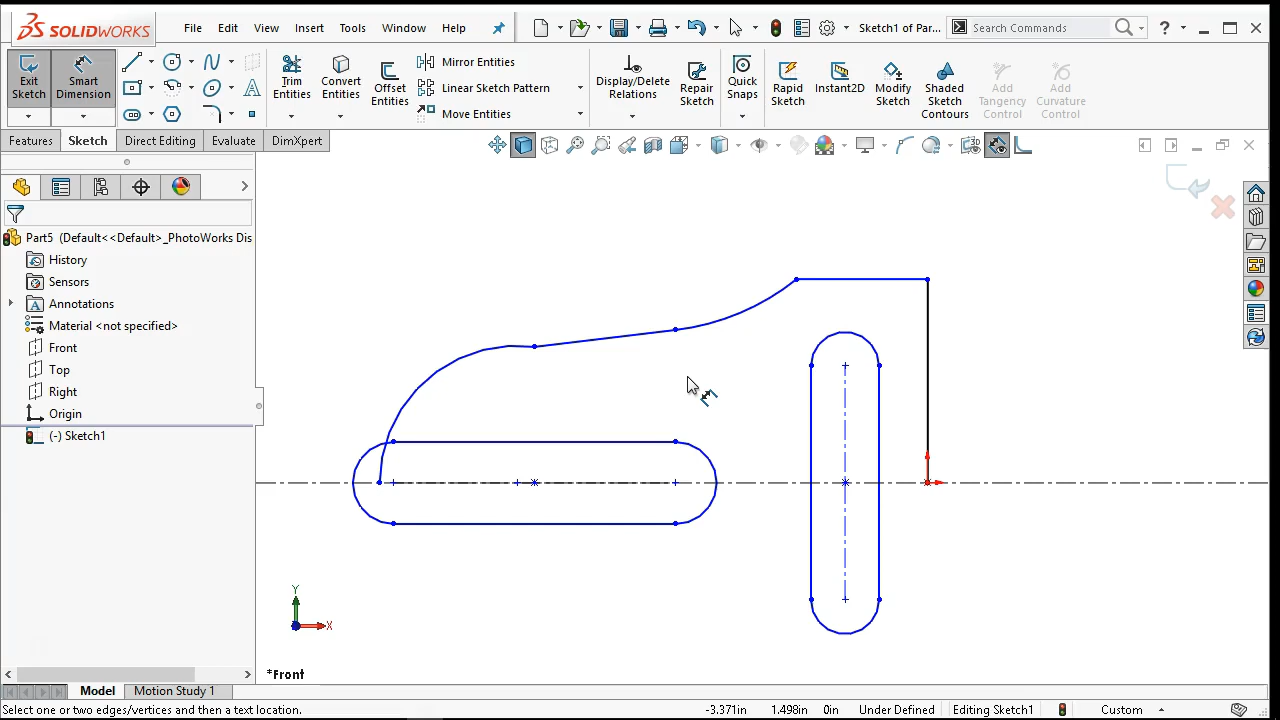 SOLIDWORKS File Edit View Insert Tools Window Help Sketch1 of Par... Search Commands ?
Exit Sketch
Smart Dimension
Trim Entities
Convert Entities
Offset Entities
Mirror Entities
Linear Sketch Pattern
Move Entities
Display/Delete Relations
Repair Sketch
Quick Snaps
Rapid Sketch
Instant2D
Modify Sketch
Shaded Sketch Contours
Add Tangency Control
Add Curvature Control
Features Sketch Direct Editing Evaluate DimXpert
Part5 (Default<<Default>_PhotoWorks Dis
History
Sensors
Annotations
Material <not specified>
Front
Top
Right
Origin
(-) Sketch1
Y
X
*Front
Model Motion Study 1
Select one or two edges/vertices and then a text location. -3.371in 1.498in 0in Under Defined Editing Sketch1 Custom